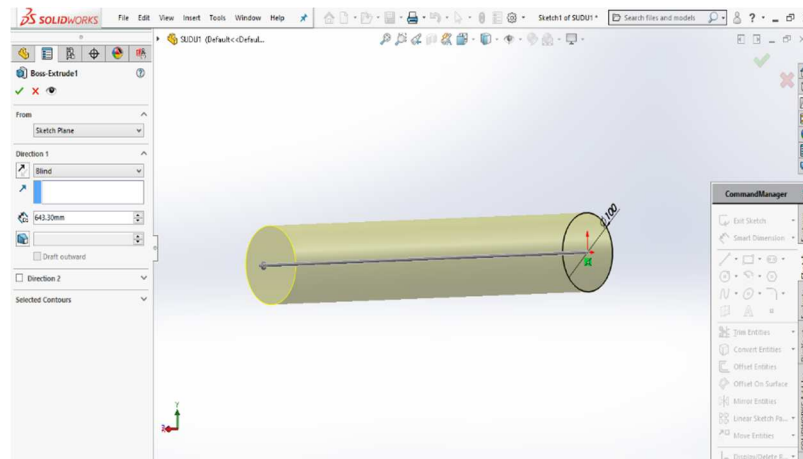 SOLIDWORKS File Edit View Insert Tools Window Help Sketch1 of SUDU1 * Search files and models
SUDU1 (Default<<Defaul...
Boss-Extrude1
From
Sketch Plane
Direction 1
Blind
643.30mm
Draft outward
Direction 2
Selected Contours
100
Y
CommandManager
Exit Sketch
Smart Dimension
Trim Entities
Convert Entities
Offset Entities
Offset On Surface
Mirror Entities
Linear Sketch Pa...
Move Entities